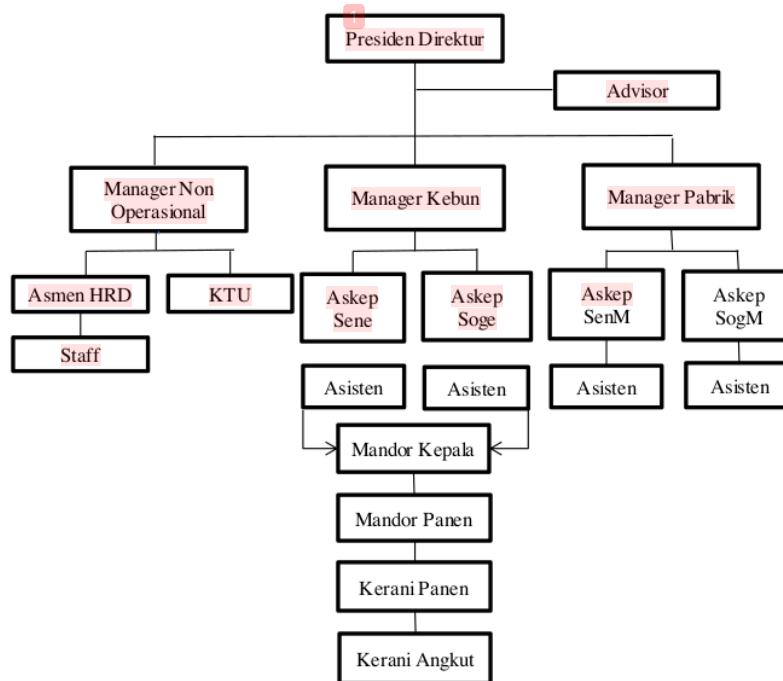 1
Presiden Direktur
Advisor
Manager Non
Operasional
Manager Kebun
Manager Pabrik
Asmen HRD
KTU
Askep
Sene
Askep
Soge
Askep
SenM
Askep
SogM
Staff
Asisten
Asisten
Asisten
Asisten
Mandor Kepala
Mandor Panen
Kerani Panen
Kerani Angkut